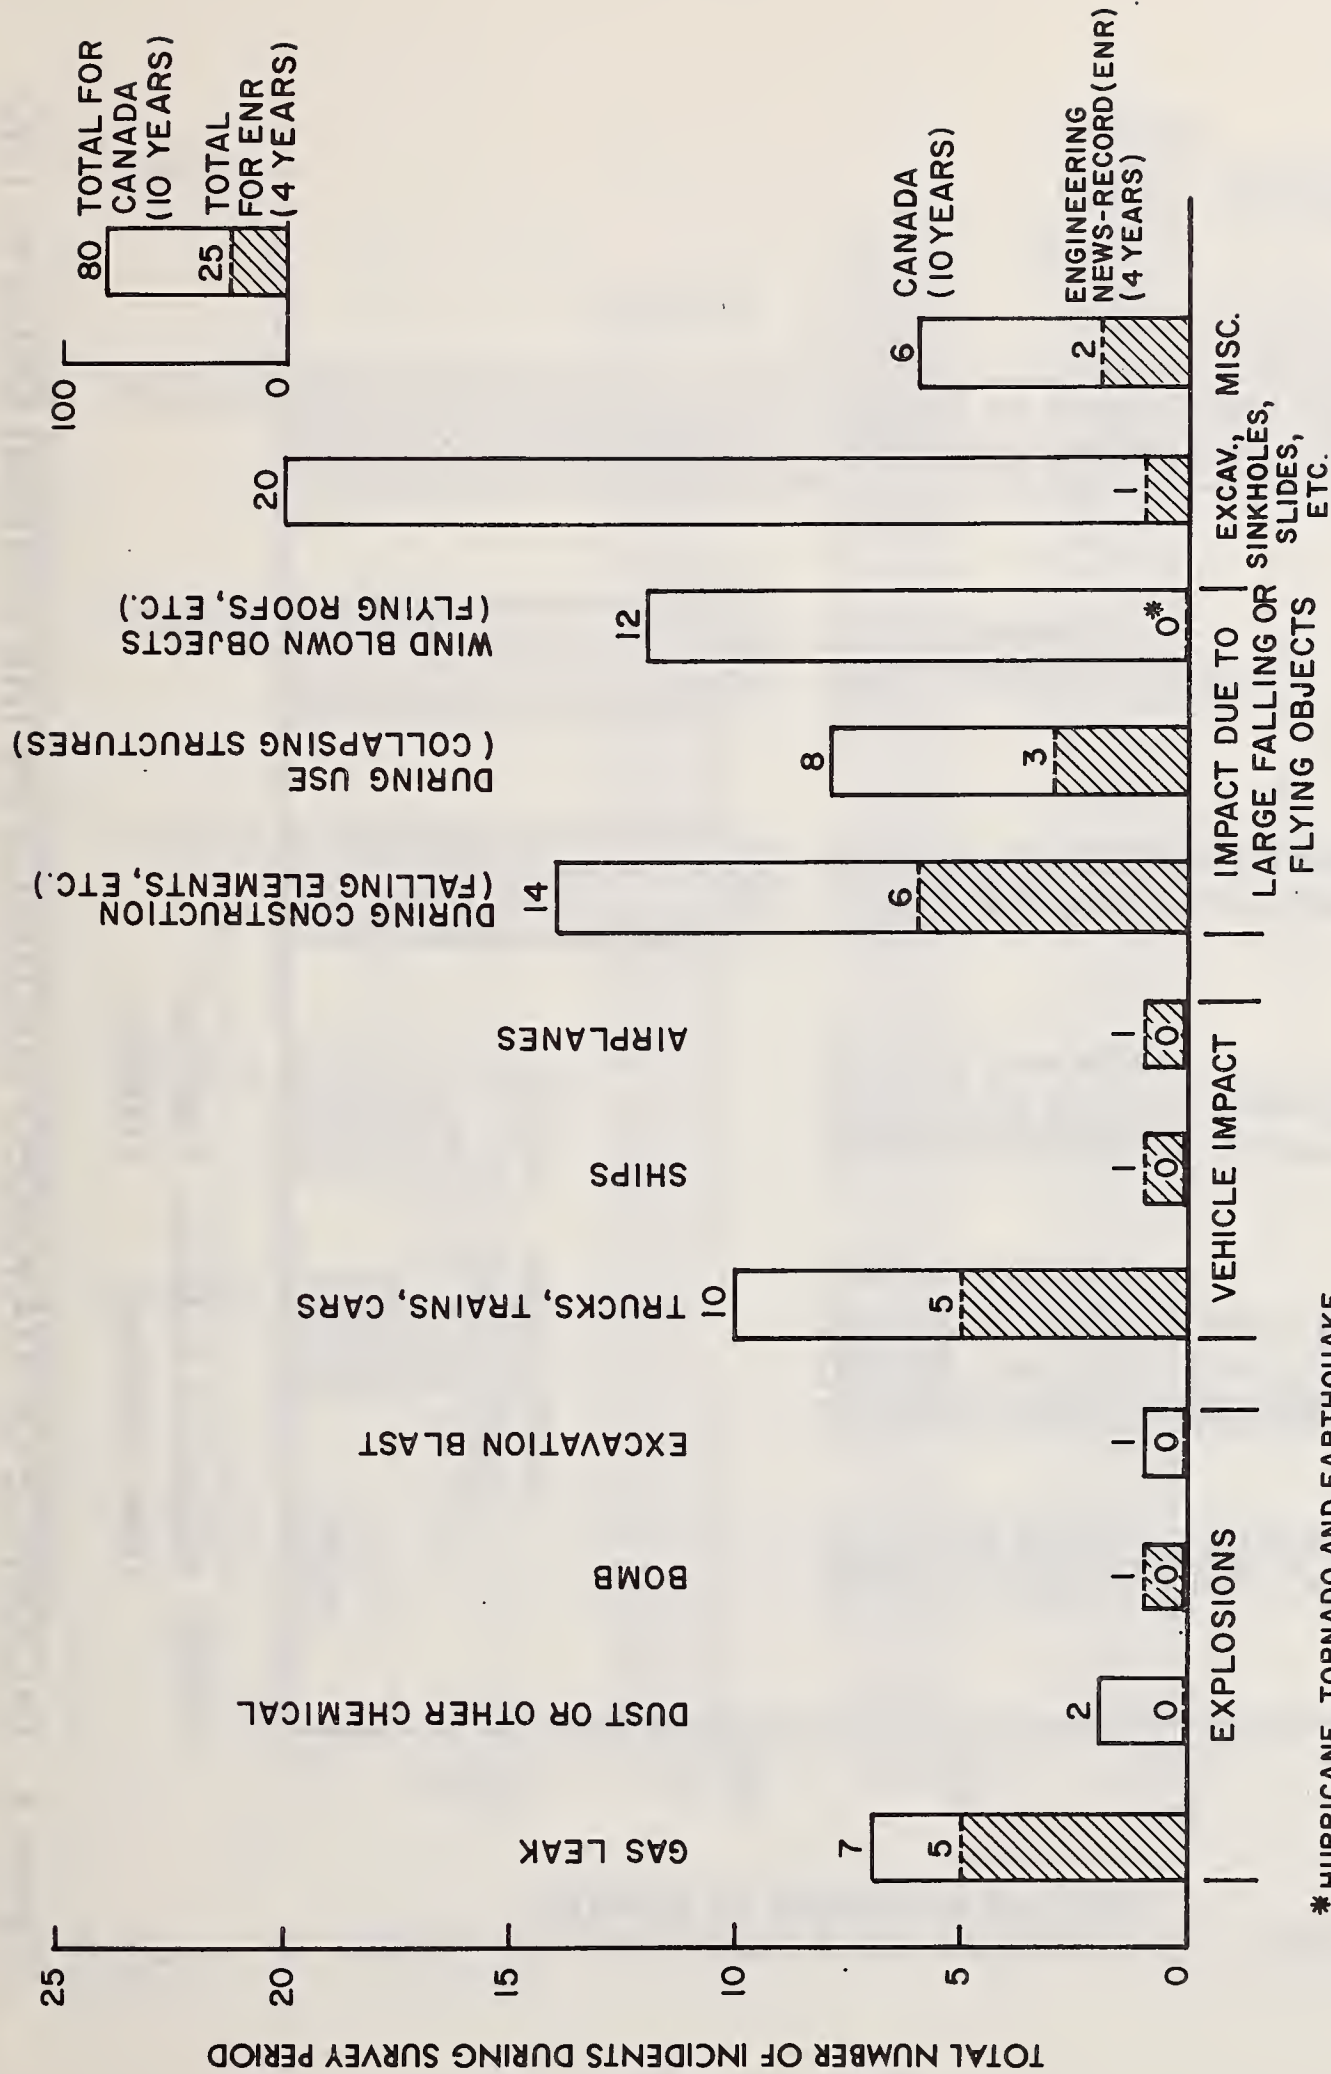 TOTAL NUMBER OF INCIDENTS DURING SURVEY PERIOD
25
20
15
10
5
0
GAS LEAK
7
5
DUST OR OTHER CHEMICAL
2
0
BOMB
1
0
EXCAVATION BLAST
1
0
EXPLOSIONS
TRUCKS, TRAINS, CARS
10
5
SHIPS
1
0
AIRPLANES
1
0
VEHICLE IMPACT
DURING CONSTRUCTION
(FALLING ELEMENTS, ETC.)
14
6
DURING USE
(COLLAPSING STRUCTURES)
8
3
WIND BLOWN OBJECTS
(FLYING ROOFS, ETC.)
12
0*
IMPACT DUE TO
LARGE FALLING OR
FLYING OBJECTS
20
1
EXCAV.,
SINKHOLES,
SLIDES,
ETC.
6
2
MISC.
CANADA
(10 YEARS)
ENGINEERING
NEWS-RECORD(ENR)
(4 YEARS)
100
0
80
25
TOTAL FOR
CANADA
(10 YEARS)
TOTAL
FOR ENR
(4 YEARS)
*HURRICANE, TORNADO AND EARTHQUAKE